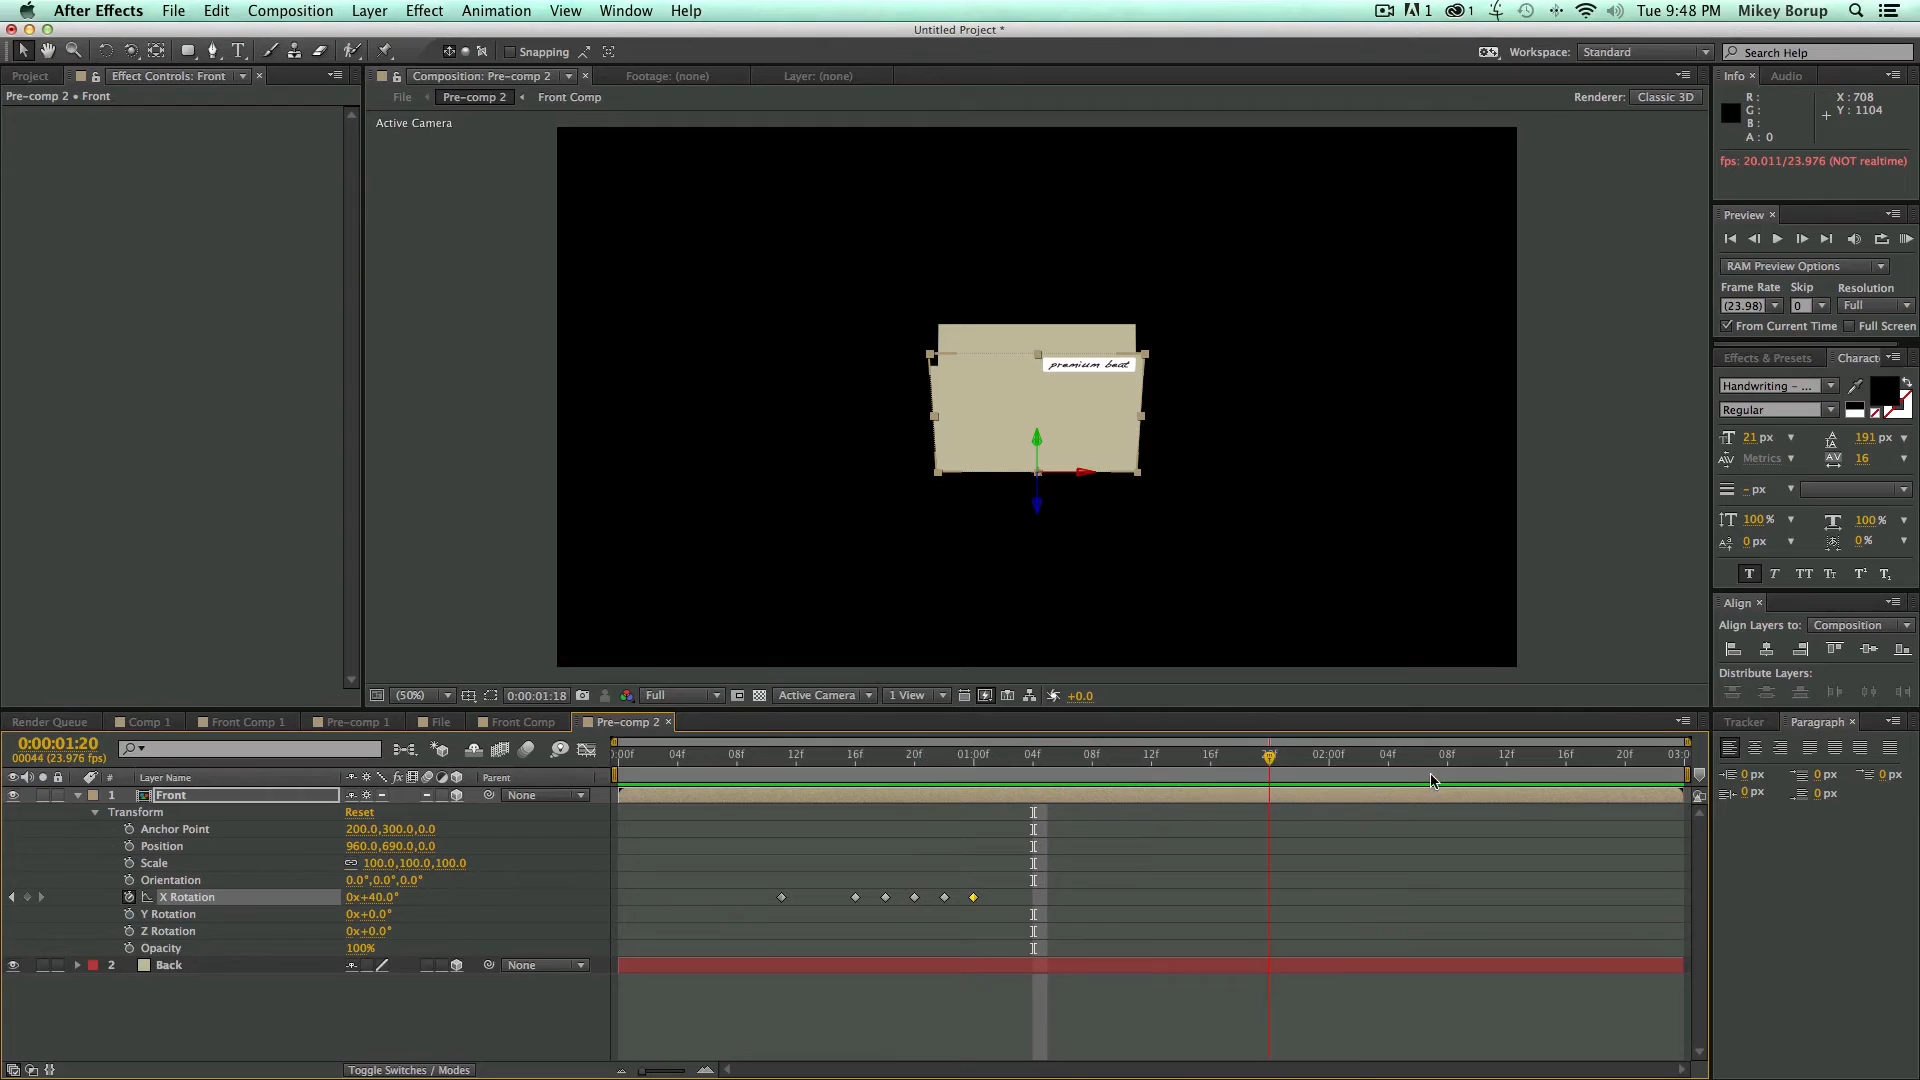 After Effects File Edit Composition Layer Effect Animation View Window Help 1 1 Tue 9:48 PM Mikey Borup
Untitled Project *
Snapping Workspace: Standard Search Help
Project Effect Controls: Front × Composition: Pre-comp 2 × Footage: (none) Layer: (none) Info × Audio
Pre-comp 2 • Front File Pre-comp 2 Front Comp Renderer: Classic 3D
Active Camera
R :
G :
B :
A : 0
X : 708
Y : 1104
fps: 20.011/23.976 (NOT realtime)
Preview ×
RAM Preview Options
Frame Rate Skip Resolution
(23.98) 0 Full
From Current Time Full Screen
Effects & Presets Charact
Handwriting - ...
Regular
premium beat
21 px 191 px
Metrics 16
- px
100 % 100 %
0 px 0 %
T T TT Tt T¹ T₁
Align ×
Align Layers to: Composition
Distribute Layers:
(50%) 0:00:01:18 Full Active Camera 1 View +0.0
Render Queue Comp 1 Front Comp 1 Pre-comp 1 File Front Comp Pre-comp 2 × Tracker Paragraph ×
0:00:01:20
00044 (23.976 fps)
0:00f 04f 08f 12f 16f 20f 01:00f 04f 08f 12f 16f 20f 02:00f 04f 08f 12f 16f 20f 03:0
# Layer Name fx Parent
0 px 0 px 0 px
0 px 0 px
1 Front None
Transform Reset
Anchor Point 200.0,300.0,0.0
Position 960.0,690.0,0.0
Scale 100.0,100.0,100.0
Orientation 0.0°,0.0°,0.0°
X Rotation 0x+40.0°
Y Rotation 0x+0.0°
Z Rotation 0x+0.0°
Opacity 100%
2 Back None
Toggle Switches / Modes